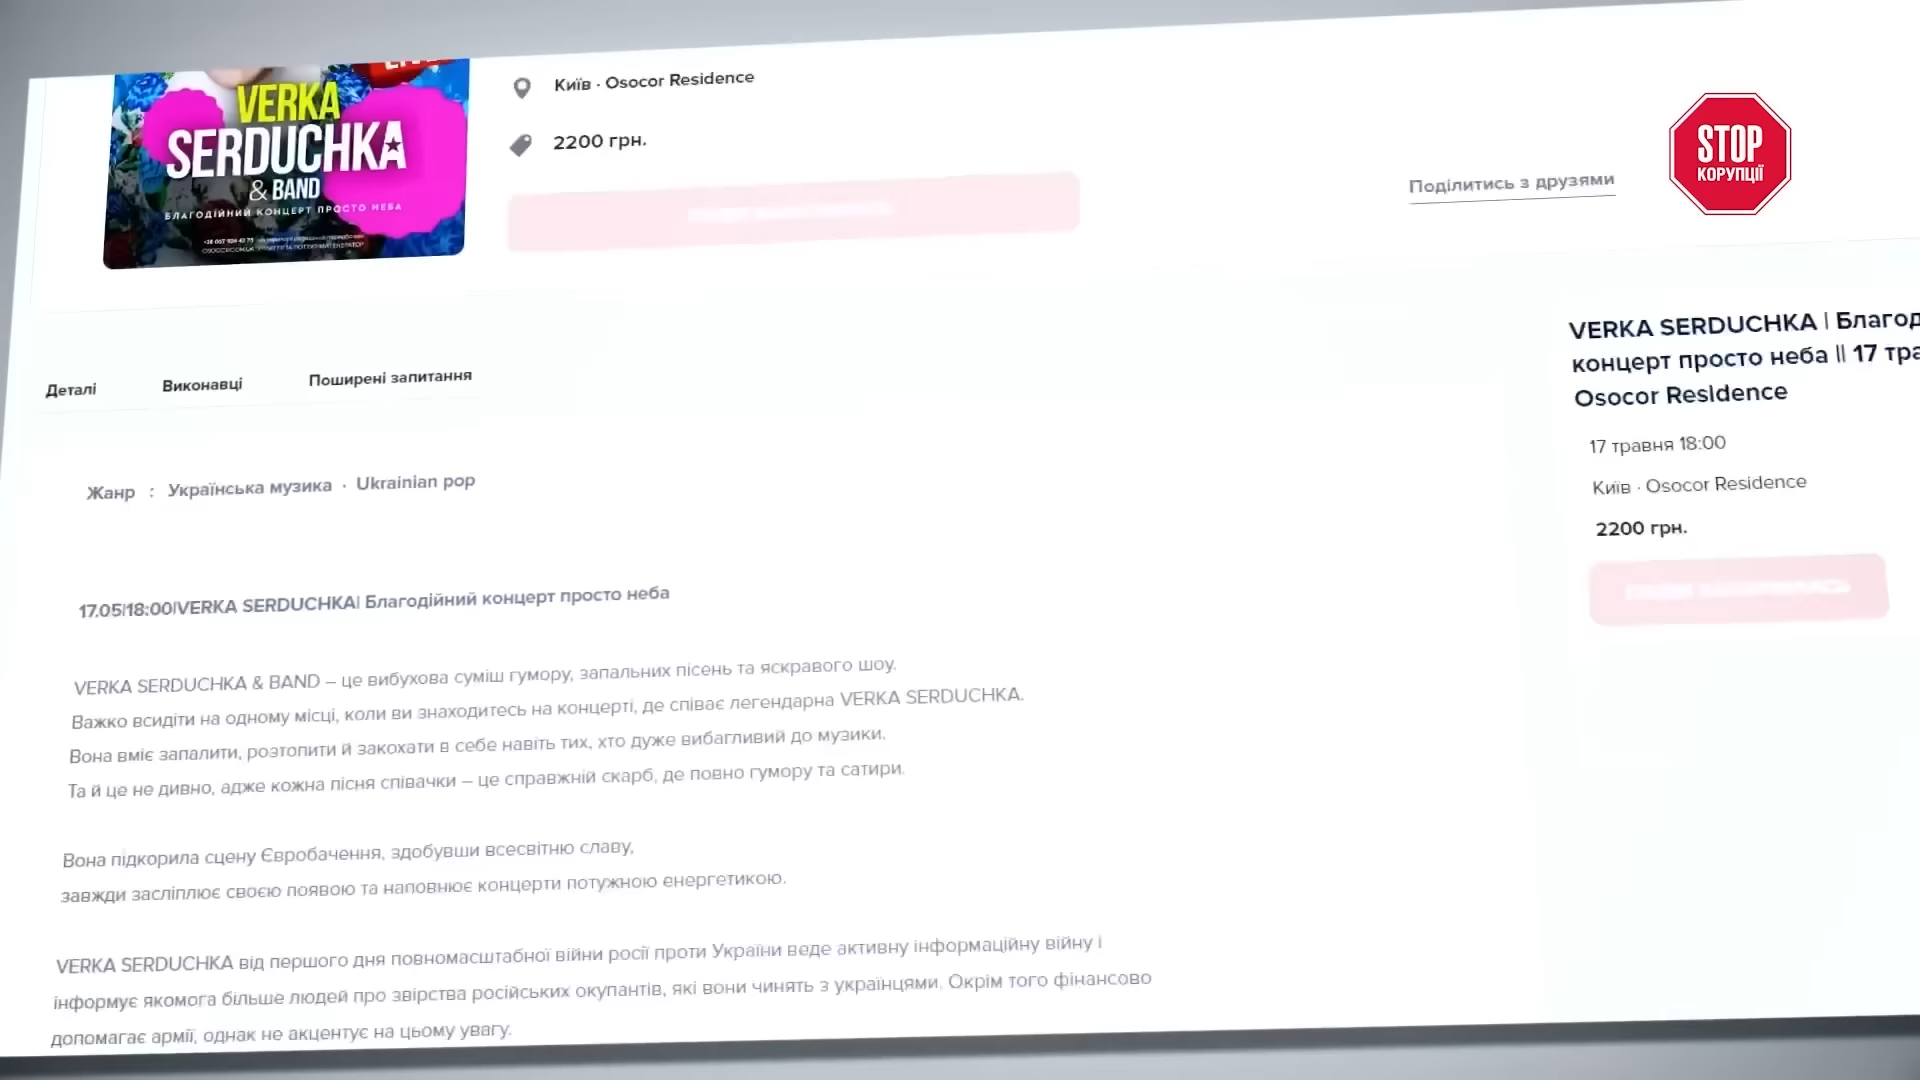 LIVE
VERKA
SERDUCHKA
& BAND
БЛАГОДІЙНИЙ КОНЦЕРТ ПРОСТО НЕБА
Київ · Osocor Residence
2200 грн.
Поділитись з друзями
STOP
КОРУПЦІЇ
Деталі Виконавці Поширені запитання
VERKA SERDUCHKA | Благод
концерт просто неба || 17 тра
Osocor Residence
17 травня 18:00
Київ · Osocor Residence
2200 грн.
Жанр : Українська музика · Ukrainian pop
17.05|18:00|VERKA SERDUCHKA| Благодійний концерт просто неба
VERKA SERDUCHKA & BAND – це вибухова суміш гумору, запальних пісень та яскравого шоу.
Важко всидіти на одному місці, коли ви знаходитесь на концерті, де співає легендарна VERKA SERDUCHKA.
Вона вміє запалити, розтопити й закохати в себе навіть тих, хто дуже вибагливий до музики.
Та й це не дивно, адже кожна пісня співачки – це справжній скарб, де повно гумору та сатири.
Вона підкорила сцену Євробачення, здобувши всесвітню славу,
завжди засліплює своєю появою та наповнює концерти потужною енергетикою.
VERKA SERDUCHKA від першого дня повномасштабної війни росії проти України веде активну інформаційну війну і
інформує якомога більше людей про звірства російських окупантів, які вони чинять з українцями. Окрім того фінансово
допомагає армії, однак не акцентує на цьому увагу.